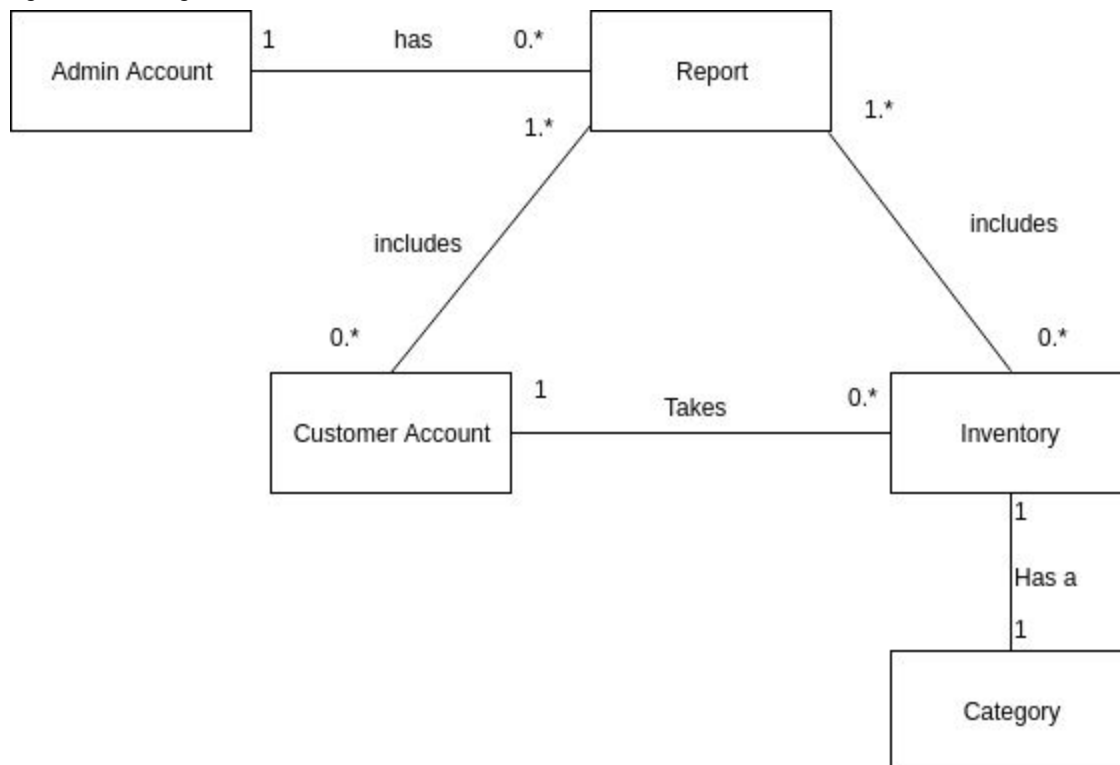 1 has 0.*
Admin Account
Report
1.*
1.*
includes
includes
0.*
0.*
1
Takes
0.*
Customer Account
Inventory
1
Has a
1
Category